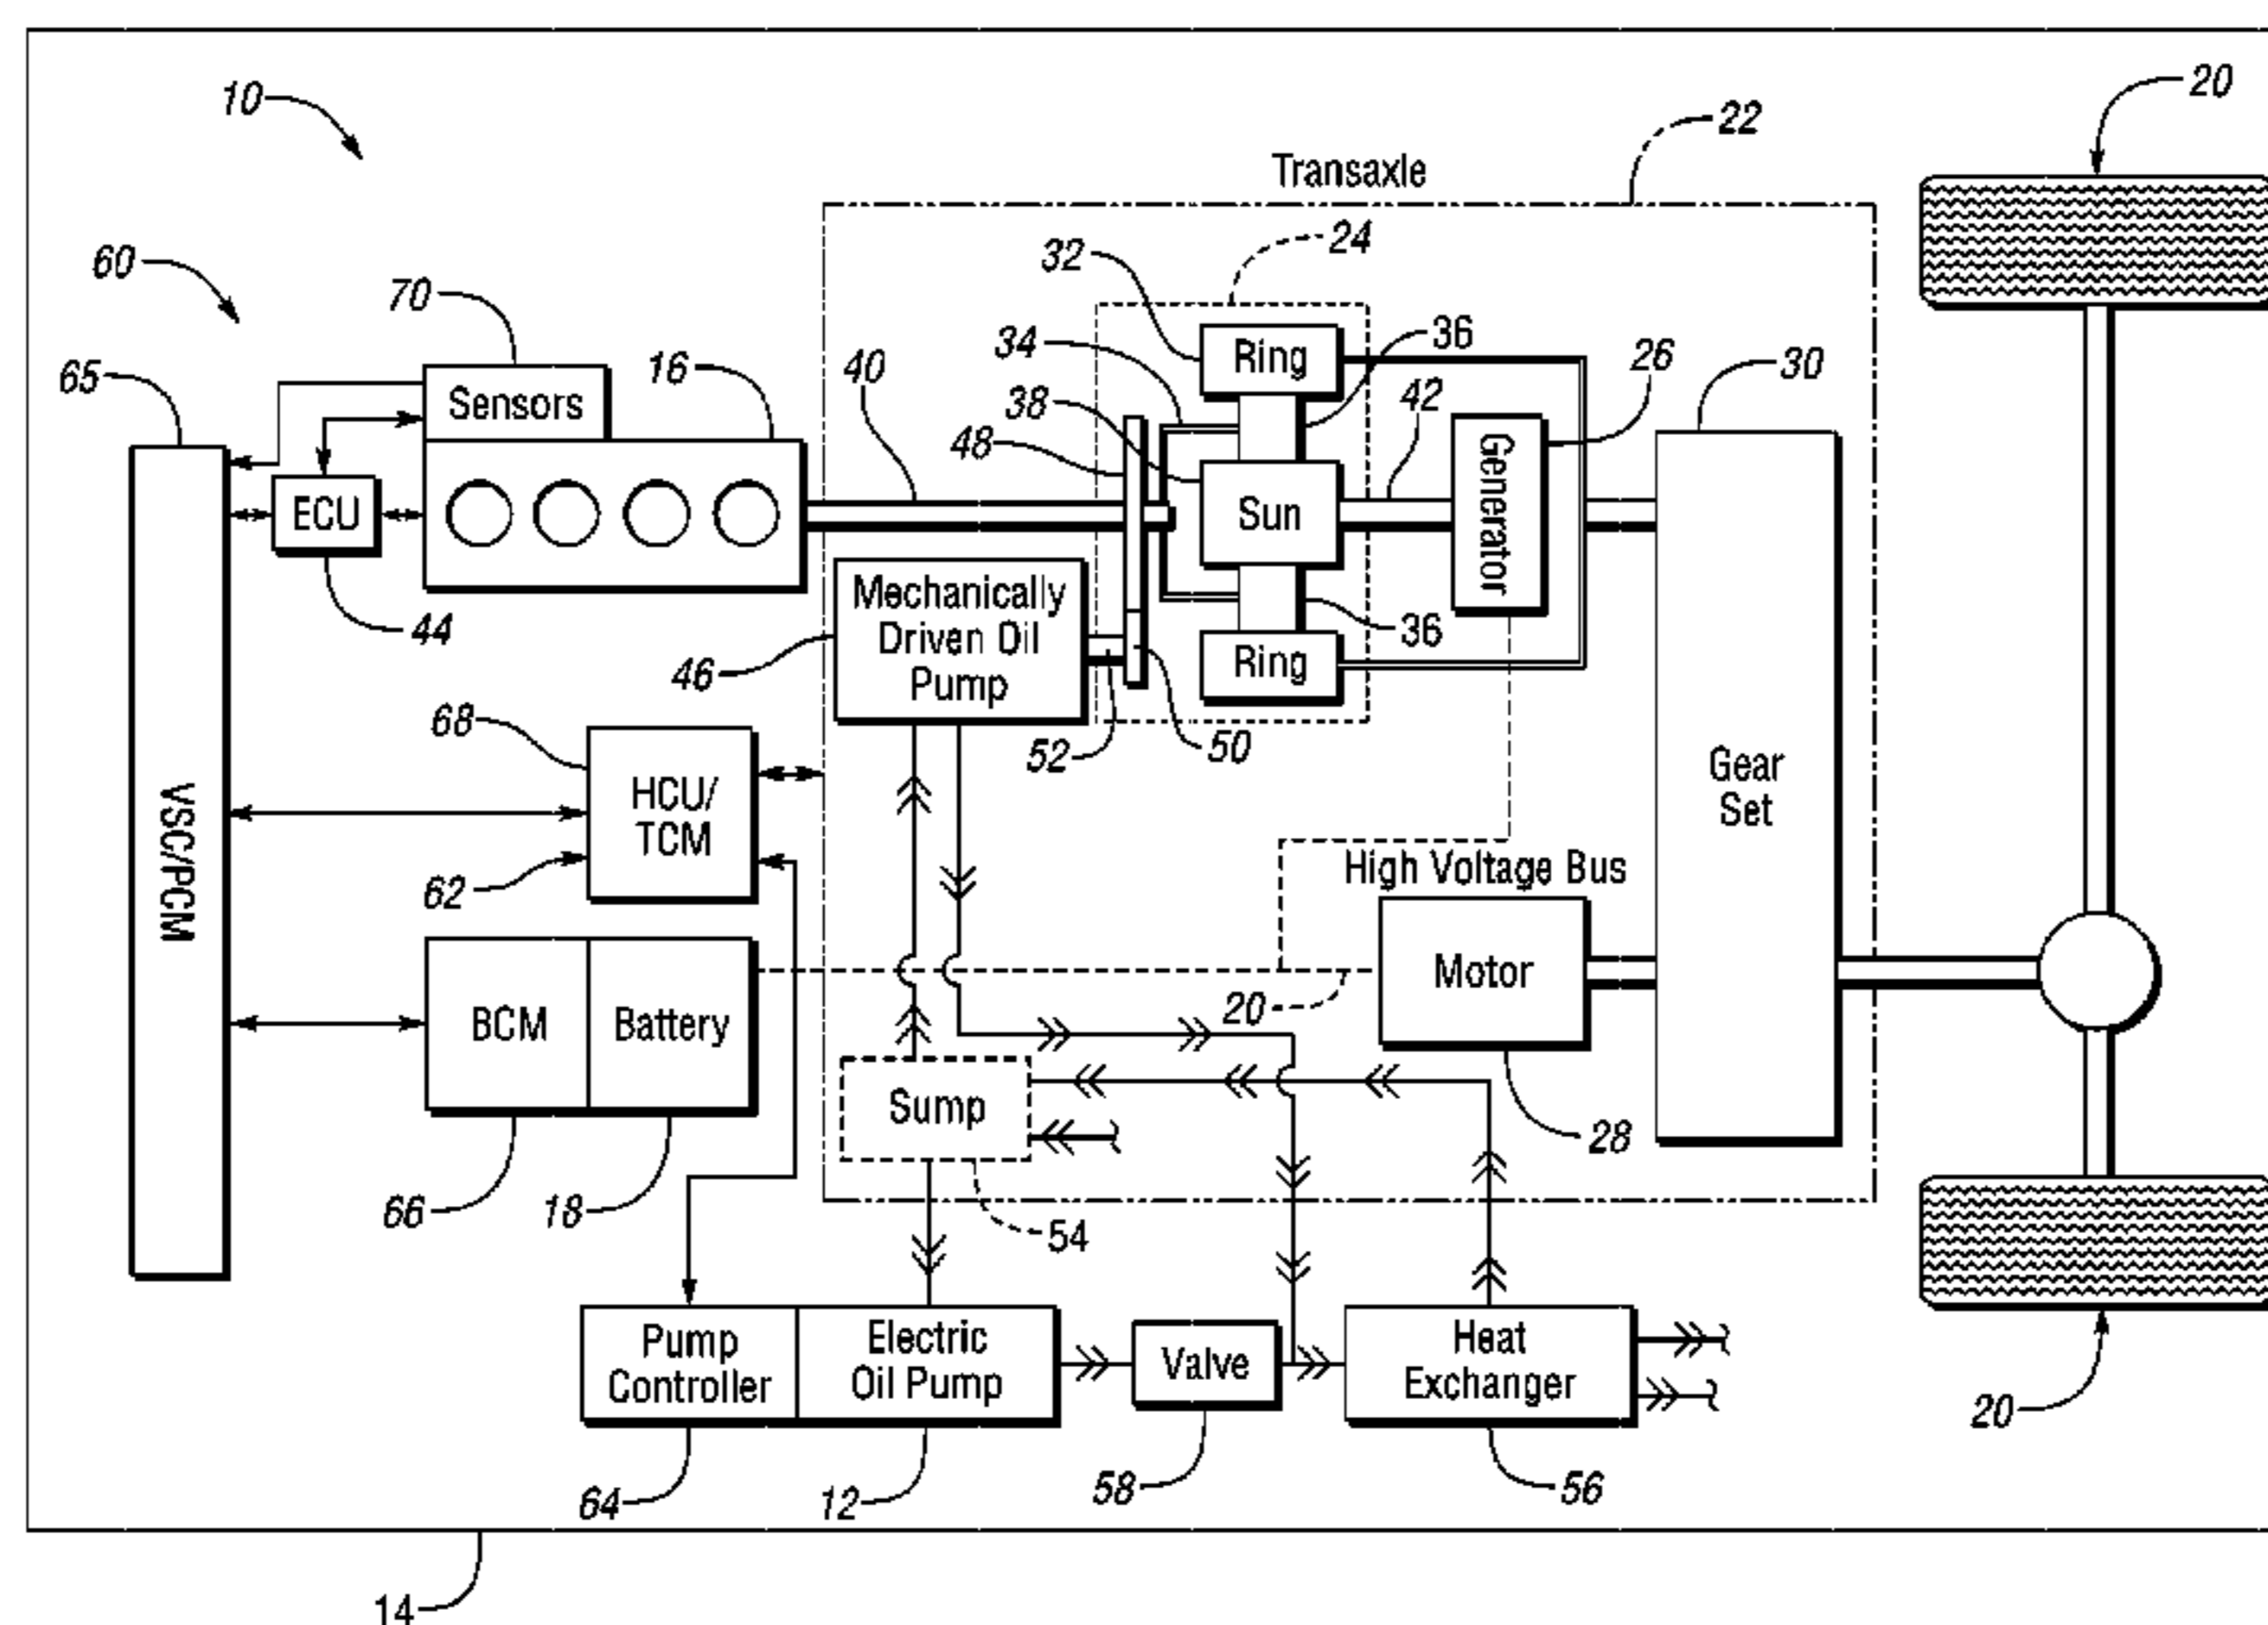 10
20
22
Transaxle
24
32
60
70
34
36
26
65
16
40
Ring
30
Sensors
38
42
48
Generator
ECU
Sun
44
Mechanically
Driven Oil
Pump
36
46
Ring
68
52
50
HCU/
TCM
Gear
Set
VSC/PCM
62
High Voltage Bus
Motor
20
BCM
Battery
Sump
28
66
18
54
Pump
Controller
Electric
Oil Pump
Valve
Heat
Exchanger
20
64
12
58
56
14